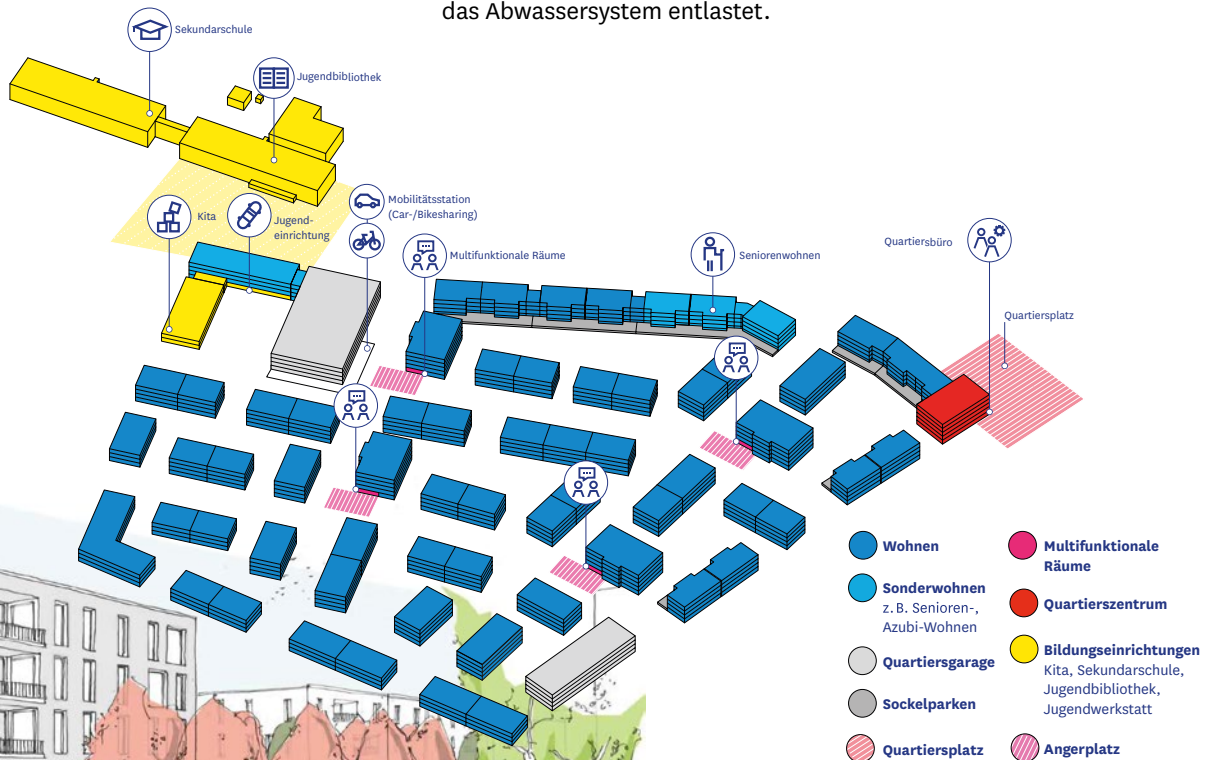 das Abwassersystem entlastet.
Sekundarschule
Jugendbibliothek
Mobilitätsstation
(Car-/Bikesharing)
Kita
Jugend-
einrichtung
Multifunktionale Räume
Seniorenwohnen
Quartiersbüro
Quartiersplatz
Wohnen
Sonderwohnen
z. B. Senioren-,
Azubi-Wohnen
Quartiersgarage
Sockelparken
Quartiersplatz
Multifunktionale
Räume
Quartierszentrum
Bildungseinrichtungen
Kita, Sekundarschule,
Jugendbibliothek,
Jugendwerkstatt
Angerplatz